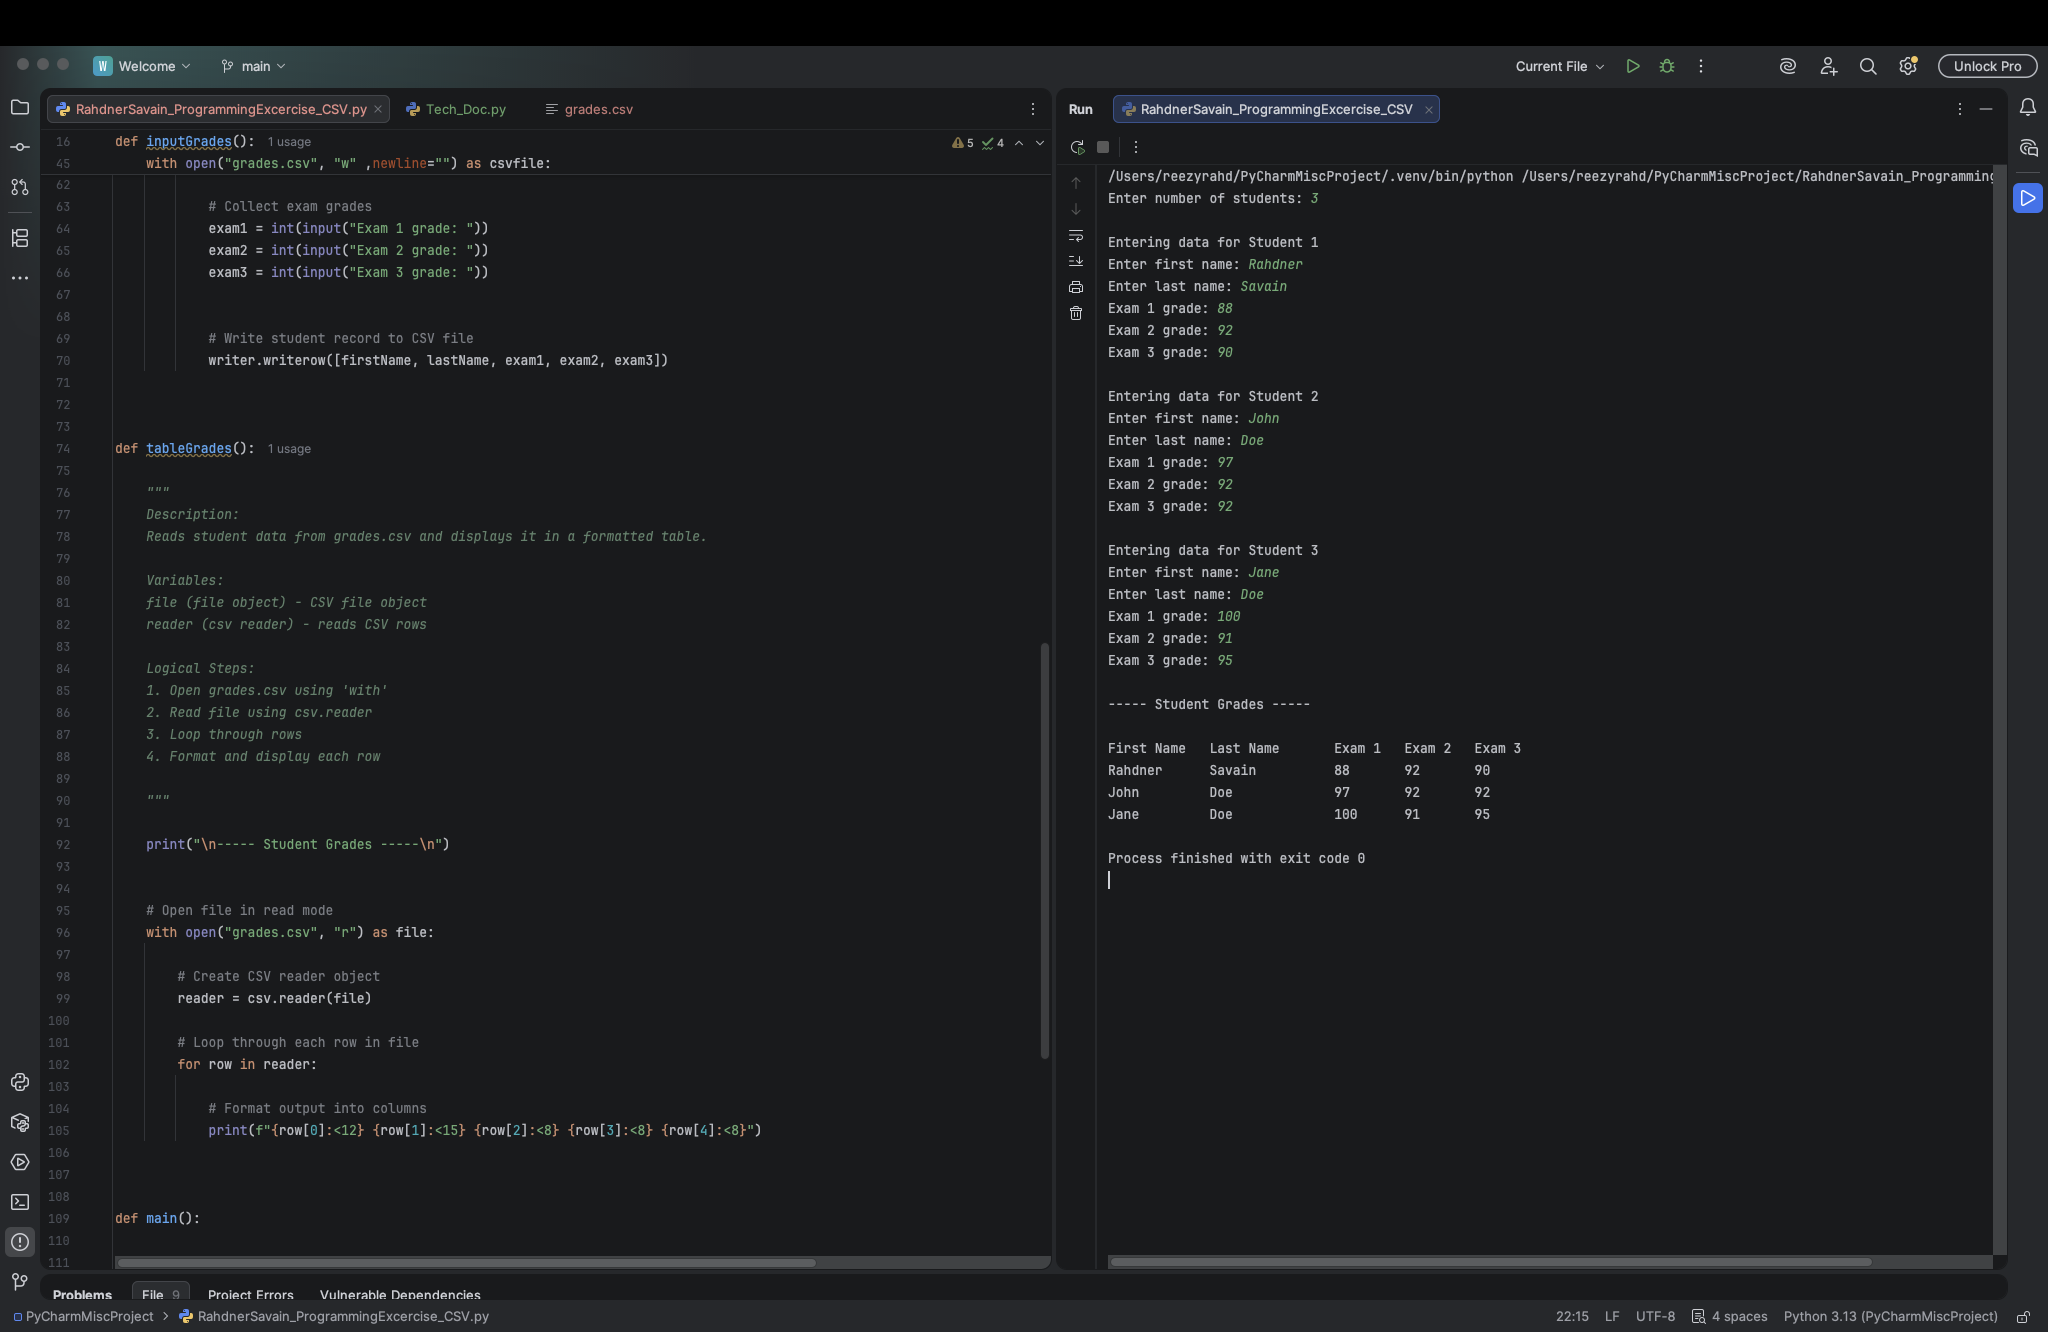 W Welcome main Current File Unlock Pro
RahdnerSavain_ProgrammingExcercise_CSV.py Tech_Doc.py grades.csv
16 def inputGrades(): 1 usage 5 4
45 with open("grades.csv", "w" ,newline="") as csvfile:
62
63 # Collect exam grades
64 exam1 = int(input("Exam 1 grade: "))
65 exam2 = int(input("Exam 2 grade: "))
66 exam3 = int(input("Exam 3 grade: "))
67
68
69 # Write student record to CSV file
70 writer.writerow([firstName, lastName, exam1, exam2, exam3])
71
72
73
74 def tableGrades(): 1 usage
75
76 """
77 Description:
78 Reads student data from grades.csv and displays it in a formatted table.
79
80 Variables:
81 file (file object) - CSV file object
82 reader (csv reader) - reads CSV rows
83
84 Logical Steps:
85 1. Open grades.csv using 'with'
86 2. Read file using csv.reader
87 3. Loop through rows
88 4. Format and display each row
89
90 """
91
92 print("\n----- Student Grades -----\n")
93
94
95 # Open file in read mode
96 with open("grades.csv", "r") as file:
97
98 # Create CSV reader object
99 reader = csv.reader(file)
100
101 # Loop through each row in file
102 for row in reader:
103
104 # Format output into columns
105 print(f"{row[0]:<12} {row[1]:<15} {row[2]:<8} {row[3]:<8} {row[4]:<8}")
106
107
108
109 def main():
110
111
Run RahdnerSavain_ProgrammingExcercise_CSV
/Users/reezyrahd/PyCharmMiscProject/.venv/bin/python /Users/reezyrahd/PyCharmMiscProject/RahdnerSavain_Programming
Enter number of students: 3
Entering data for Student 1
Enter first name: Rahdner
Enter last name: Savain
Exam 1 grade: 88
Exam 2 grade: 92
Exam 3 grade: 90
Entering data for Student 2
Enter first name: John
Enter last name: Doe
Exam 1 grade: 97
Exam 2 grade: 92
Exam 3 grade: 92
Entering data for Student 3
Enter first name: Jane
Enter last name: Doe
Exam 1 grade: 100
Exam 2 grade: 91
Exam 3 grade: 95
----- Student Grades -----
First Name Last Name Exam 1 Exam 2 Exam 3
Rahdner Savain 88 92 90
John Doe 97 92 92
Jane Doe 100 91 95
Process finished with exit code 0
Problems File 9 Project Errors Vulnerable Dependencies
PyCharmMiscProject > RahdnerSavain_ProgrammingExcercise_CSV.py 22:15 LF UTF-8 4 spaces Python 3.13 (PyCharmMiscProject)